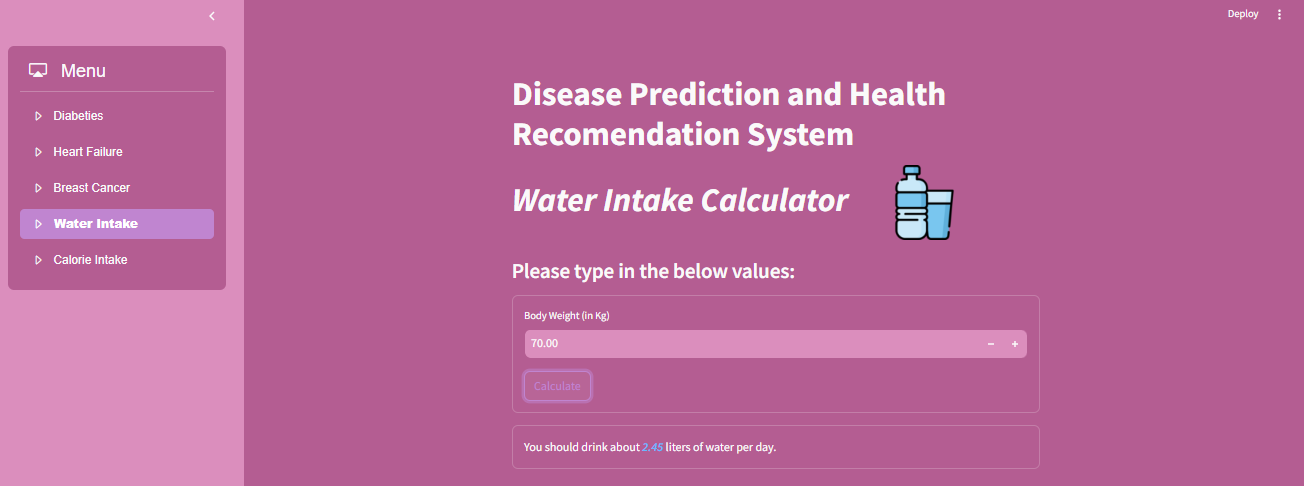 Deploy
Menu
Diabeties
Heart Failure
Breast Cancer
Water Intake
Calorie Intake
Disease Prediction and Health
Recomendation System
Water Intake Calculator
Please type in the below values:
Body Weight (in Kg)
70.00
Calculate
You should drink about 2.45 liters of water per day.